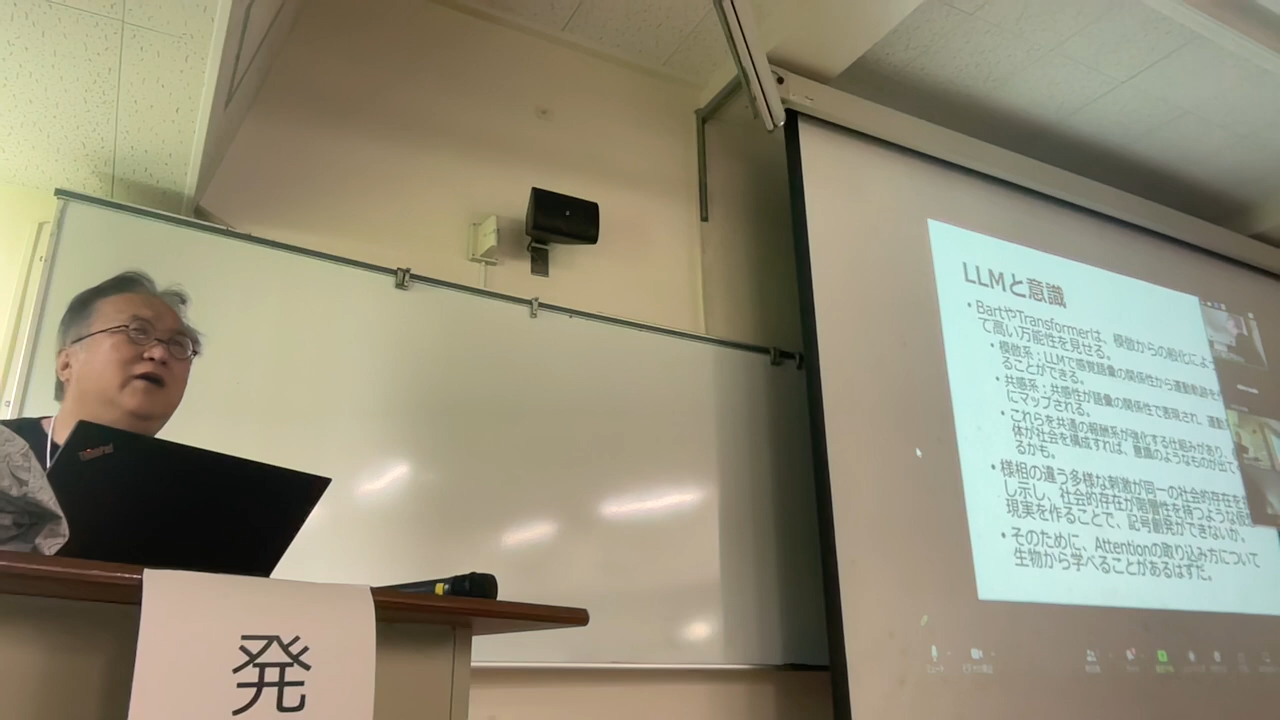 LLMと意識
・BartやTransformerは、模倣からの般化によっ
て高い万能性を見せる。
・模倣系：LLMで感覚語彙の関係性から運動軌跡を
ることができる。
・共感系：共感性が語彙の関係性で表現され、運動
にマップされる。
・これらを共通の報酬系が強化する仕組みがあり、
体が社会を構成すれば、意識のようなものが出て
るかも。
・様相の違う多様な刺激が同一の社会的存在を
し示し、社会的存在が階層性を持つような
現実を作ることで、記号創発ができないか。
・そのために、Attentionの取り込み方について
生物から学べることがあるはずだ。
ThinkPad
発